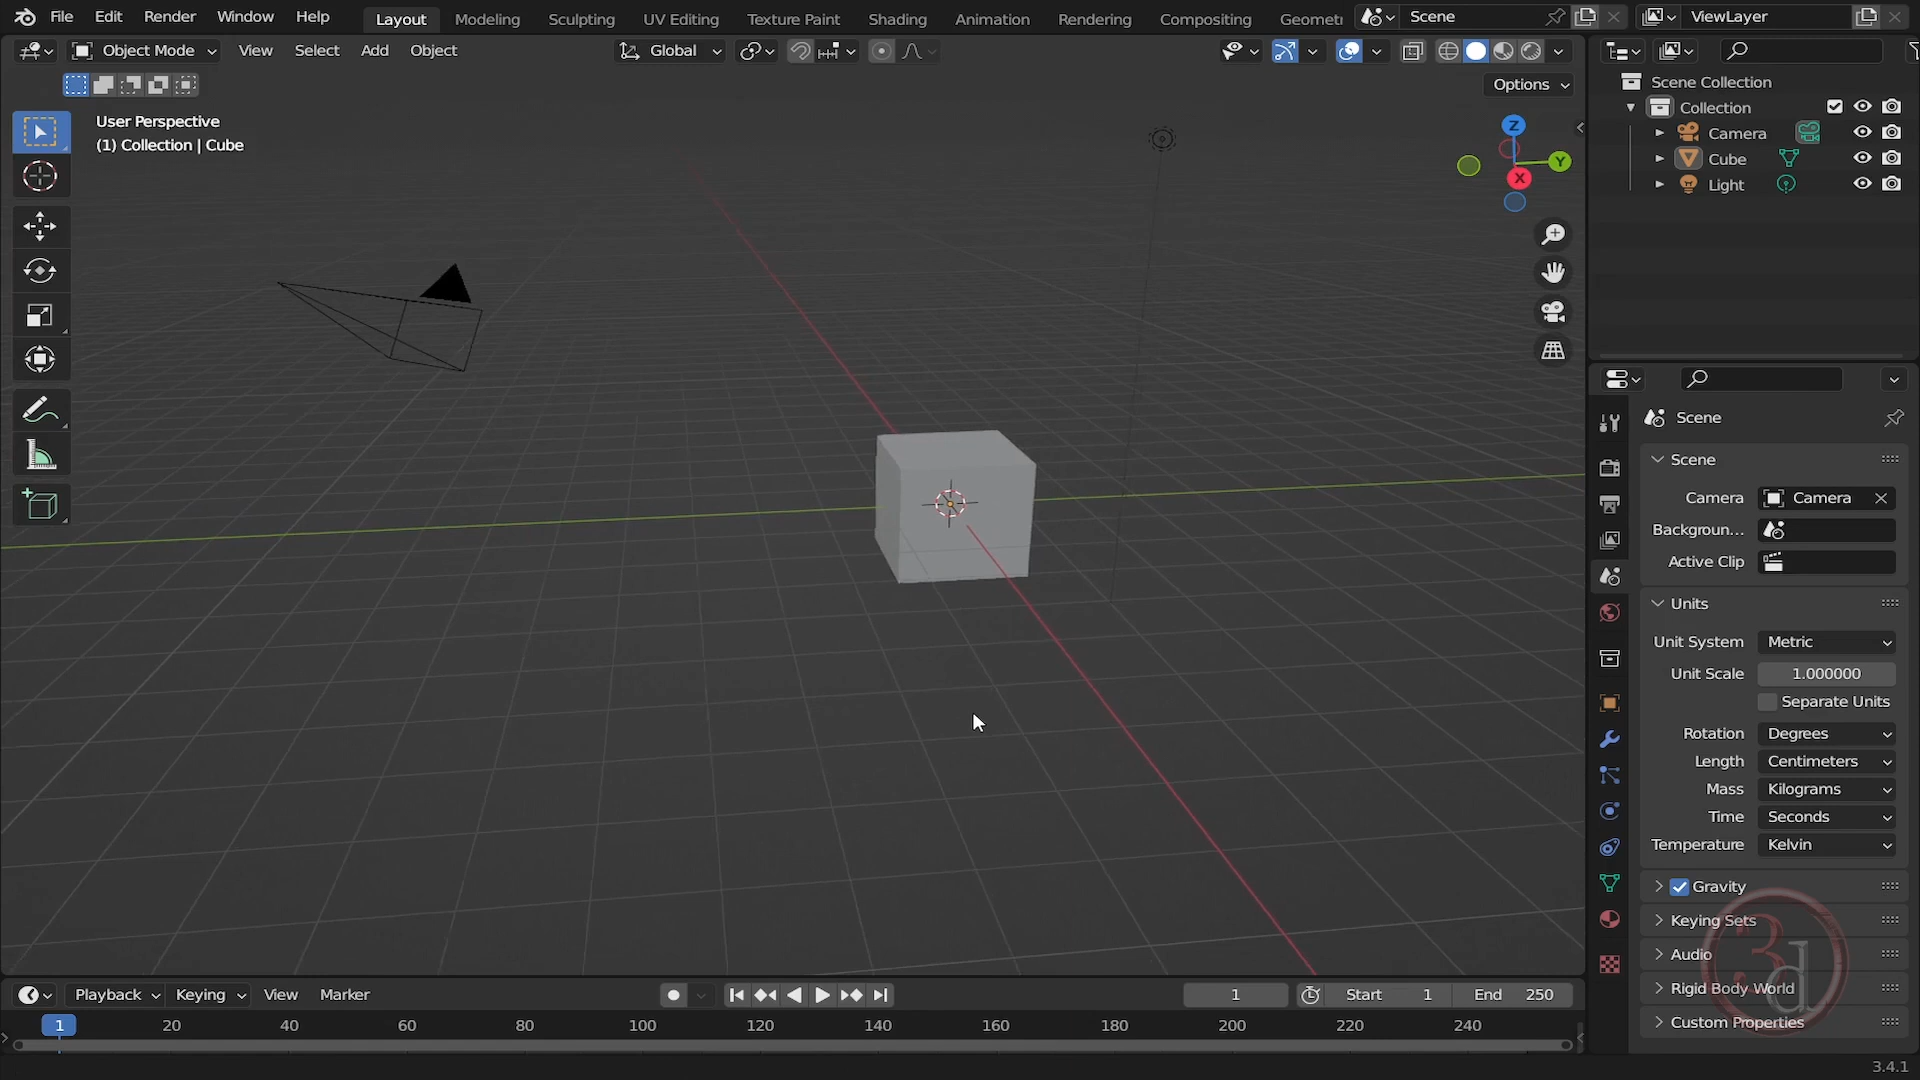 File Edit Render Window Help Layout Modeling Sculpting UV Editing Texture Paint Shading Animation Rendering Compositing Geomet Scene ViewLayer
Object Mode View Select Add Object Global
Options
User Perspective
(1) Collection | Cube
Z
Y
X
Scene Collection
Collection
Camera
Cube
Light
Scene
Scene
Camera Camera
Backgroun...
Active Clip
Units
Unit System Metric
Unit Scale 1.000000
Separate Units
Rotation Degrees
Length Centimeters
Mass Kilograms
Time Seconds
Temperature Kelvin
Gravity
Keying Sets
Audio
Rigid Body World
Custom Properties
3d
Playback Keying View Marker 1 Start 1 End 250
1 20 40 60 80 100 120 140 160 180 200 220 240
3.4.1